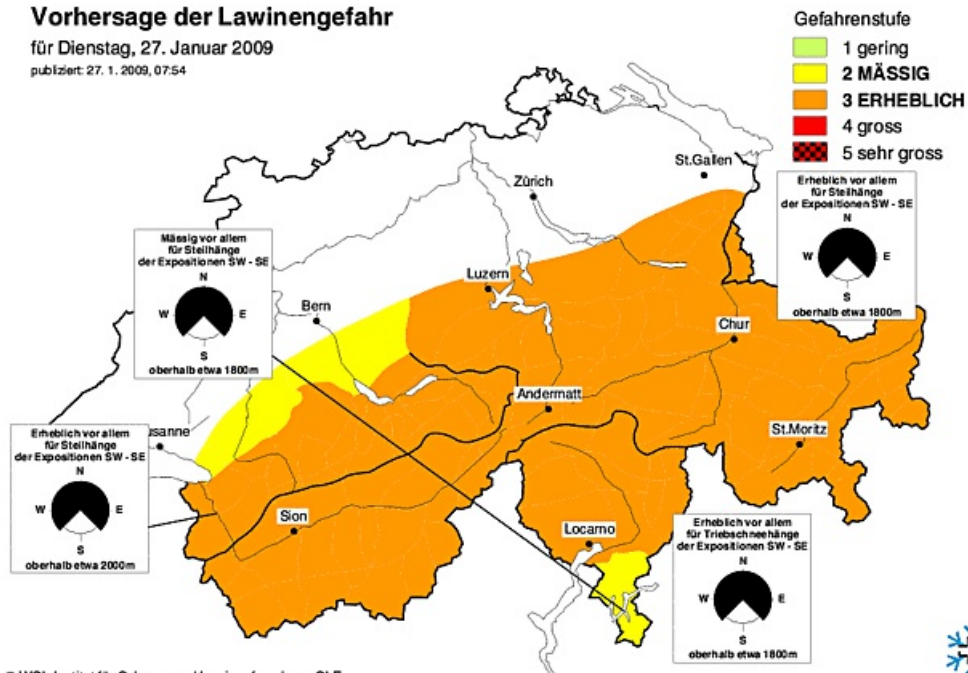 Vorhersage der Lawinengefahr
für Dienstag, 27. Januar 2009
publiziert: 27. 1. 2009, 07:54
Gefahrenstufe
1 gering
2 MÄSSIG
3 ERHEBLICH
4 gross
5 sehr gross
St.Gallen
Zürich
Erheblich vor allem
für Steilhänge
der Expositionen SW - SE
N
W E
S
oberhalb etwa 1800m
Mässig vor allem
für Steilhänge
der Expositionen SW - SE
N
W E
S
oberhalb etwa 1800m
Luzern
Bern
Chur
Andermatt
St.Moritz
usanne
Erheblich vor allem
für Steilhänge
der Expositionen SW - SE
N
W E
S
oberhalb etwa 2000m
Sion
Locarno
Erheblich vor allem
für Triebschneehänge
der Expositionen SW - SE
N
W E
S
oberhalb etwa 1800m